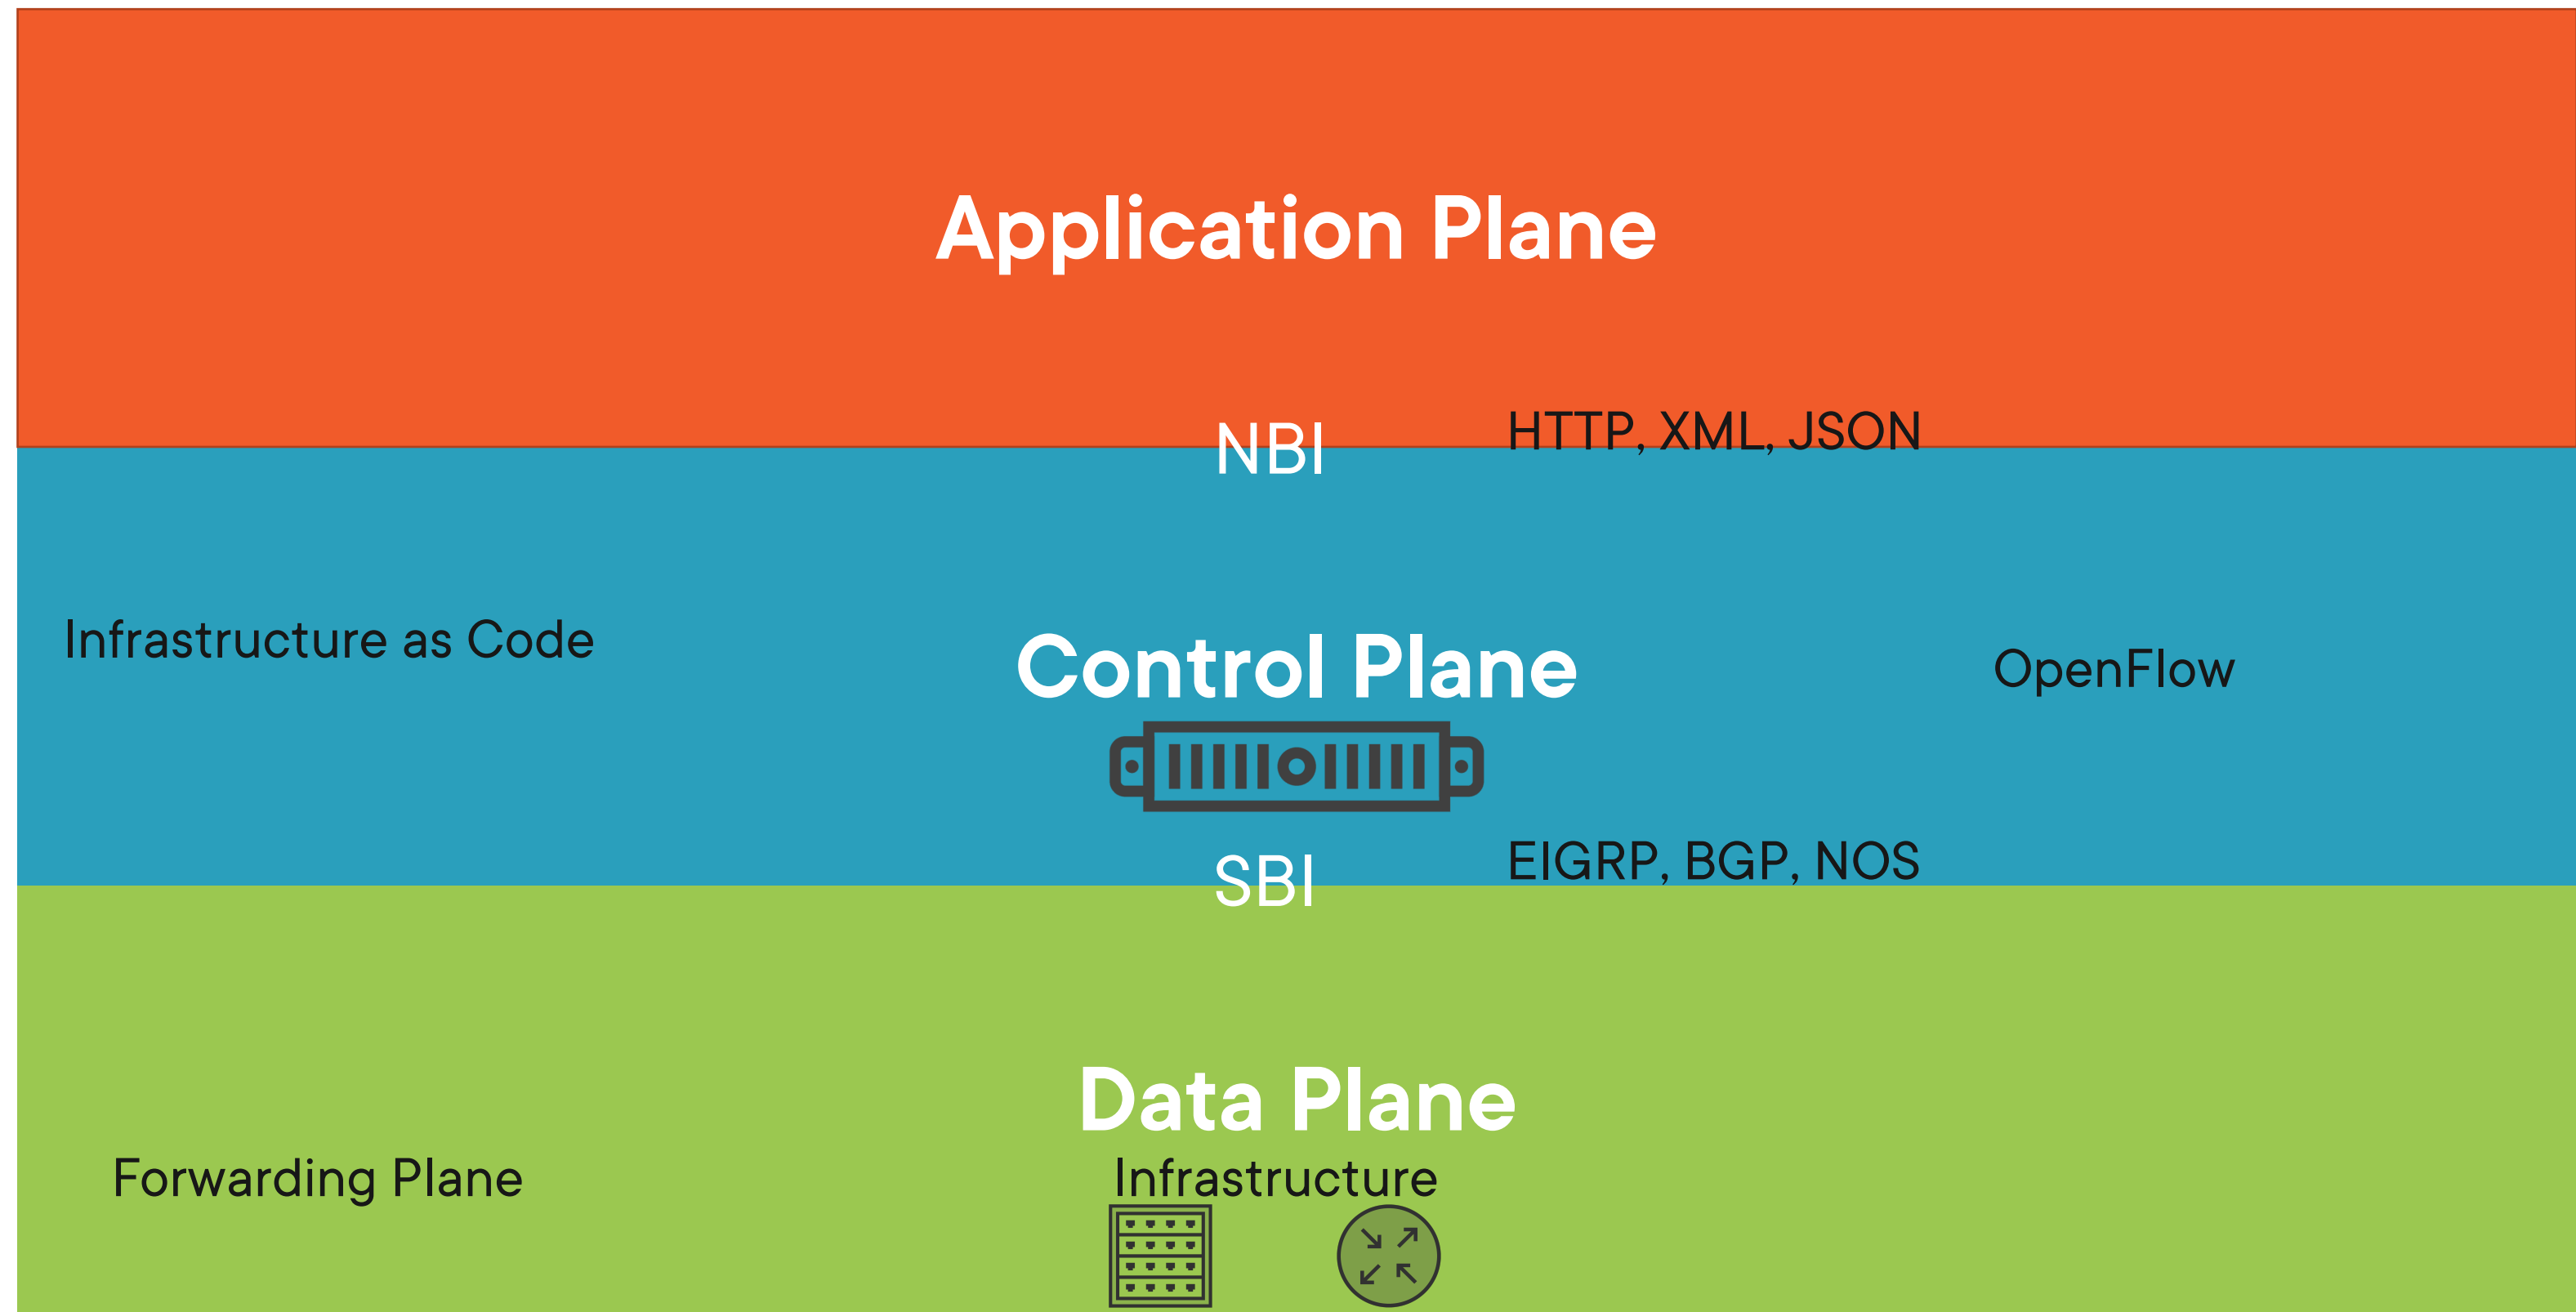 Application Plane
NBI
HTTP, XML, JSON
Infrastructure as Code
Control Plane
OpenFlow
SBI
EIGRP, BGP, NOS
Data Plane
Forwarding Plane
Infrastructure